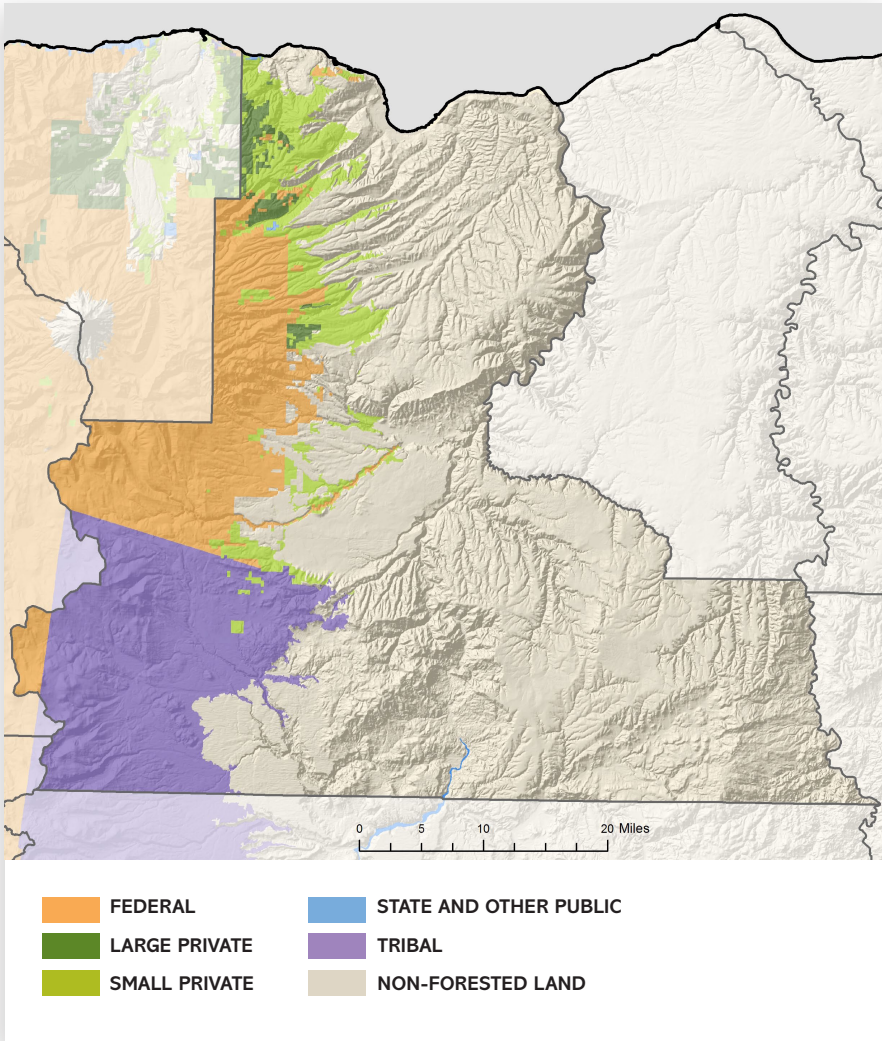 0 5 10 20 Miles
FEDERAL
STATE AND OTHER PUBLIC
LARGE PRIVATE
TRIBAL
SMALL PRIVATE
NON-FORESTED LAND